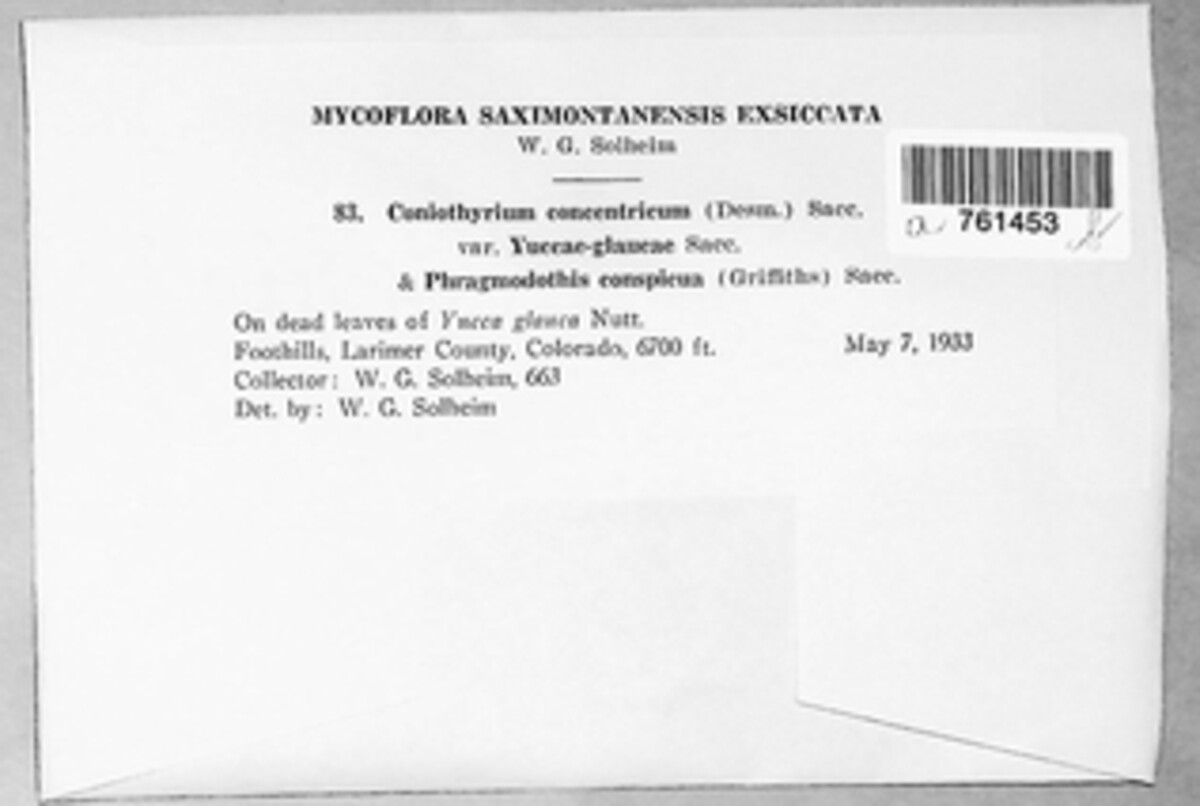 MYCOFLORA SAXIMONTANENSIS EXSICCATA
W. G. Solheim
83. Coniothyrium concentricum (Desm.) Sacc.
var. Yuccae-glaucae Sacc.
& Phragmodothis conspicua (Griffiths) Sacc.
On dead leaves of Yucca glauca Nutt.
Foothills, Larimer County, Colorado, 6700 ft. May 7, 1933
Collector: W. G. Solheim, 663
Det. by: W. G. Solheim
a 761453